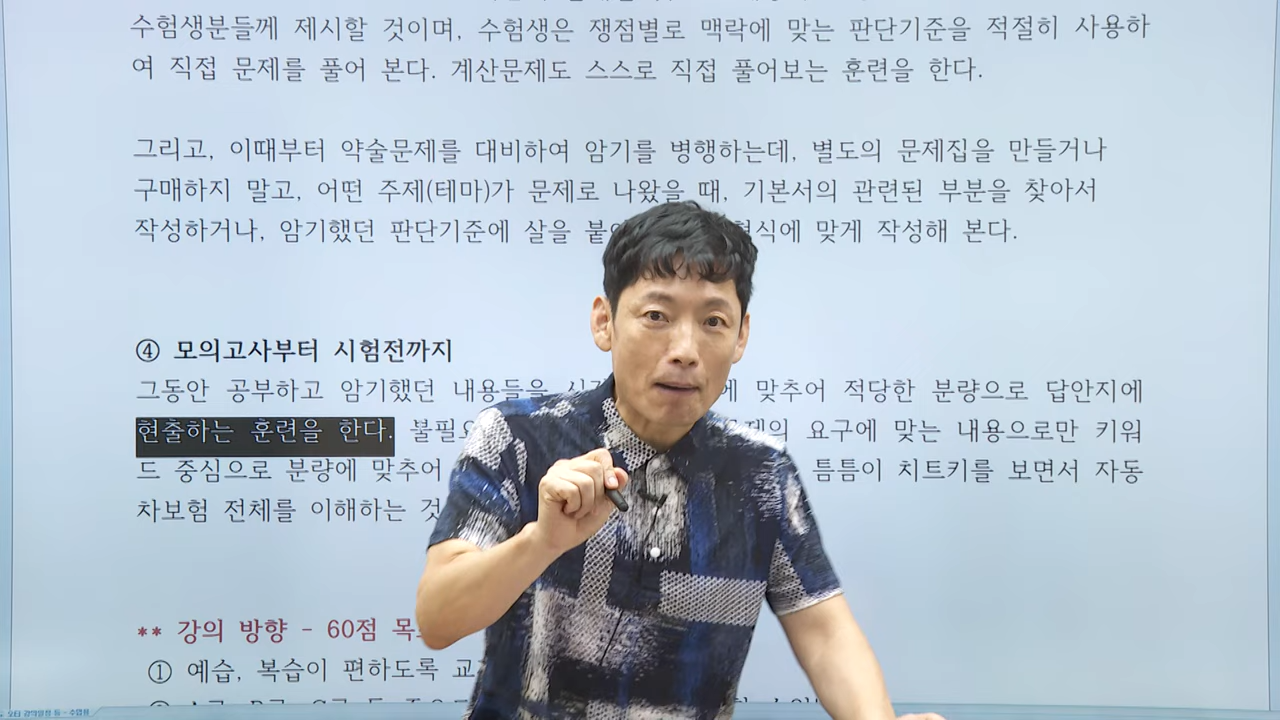 수험생분들께 제시할 것이며, 수험생은 쟁점별로 맥락에 맞는 판단기준을 적절히 사용하
여 직접 문제를 풀어 본다. 계산문제도 스스로 직접 풀어보는 훈련을 한다.
그리고, 이때부터 약술문제를 대비하여 암기를 병행하는데, 별도의 문제집을 만들거나
구매하지 말고, 어떤 주제(테마)가 문제로 나왔을 때, 기본서의 관련된 부분을 찾아서
작성하거나, 암기했던 판단기준에 살을 형식에 맞게 작성해 본다.
④ 모의고사부터 시험전까지
그동안 공부하고 암기했던 내용들을 맞추어 적당한 분량으로 답안지에
현출하는 훈련을 한다. 요구에 맞는 내용으로만 키워
드 중심으로 분량에 맞추어 틈틈이 치트키를 보면서 자동
차보험 전체를 이해하는
** 강의 방향 - 60점
① 예습, 복습이 편하도록